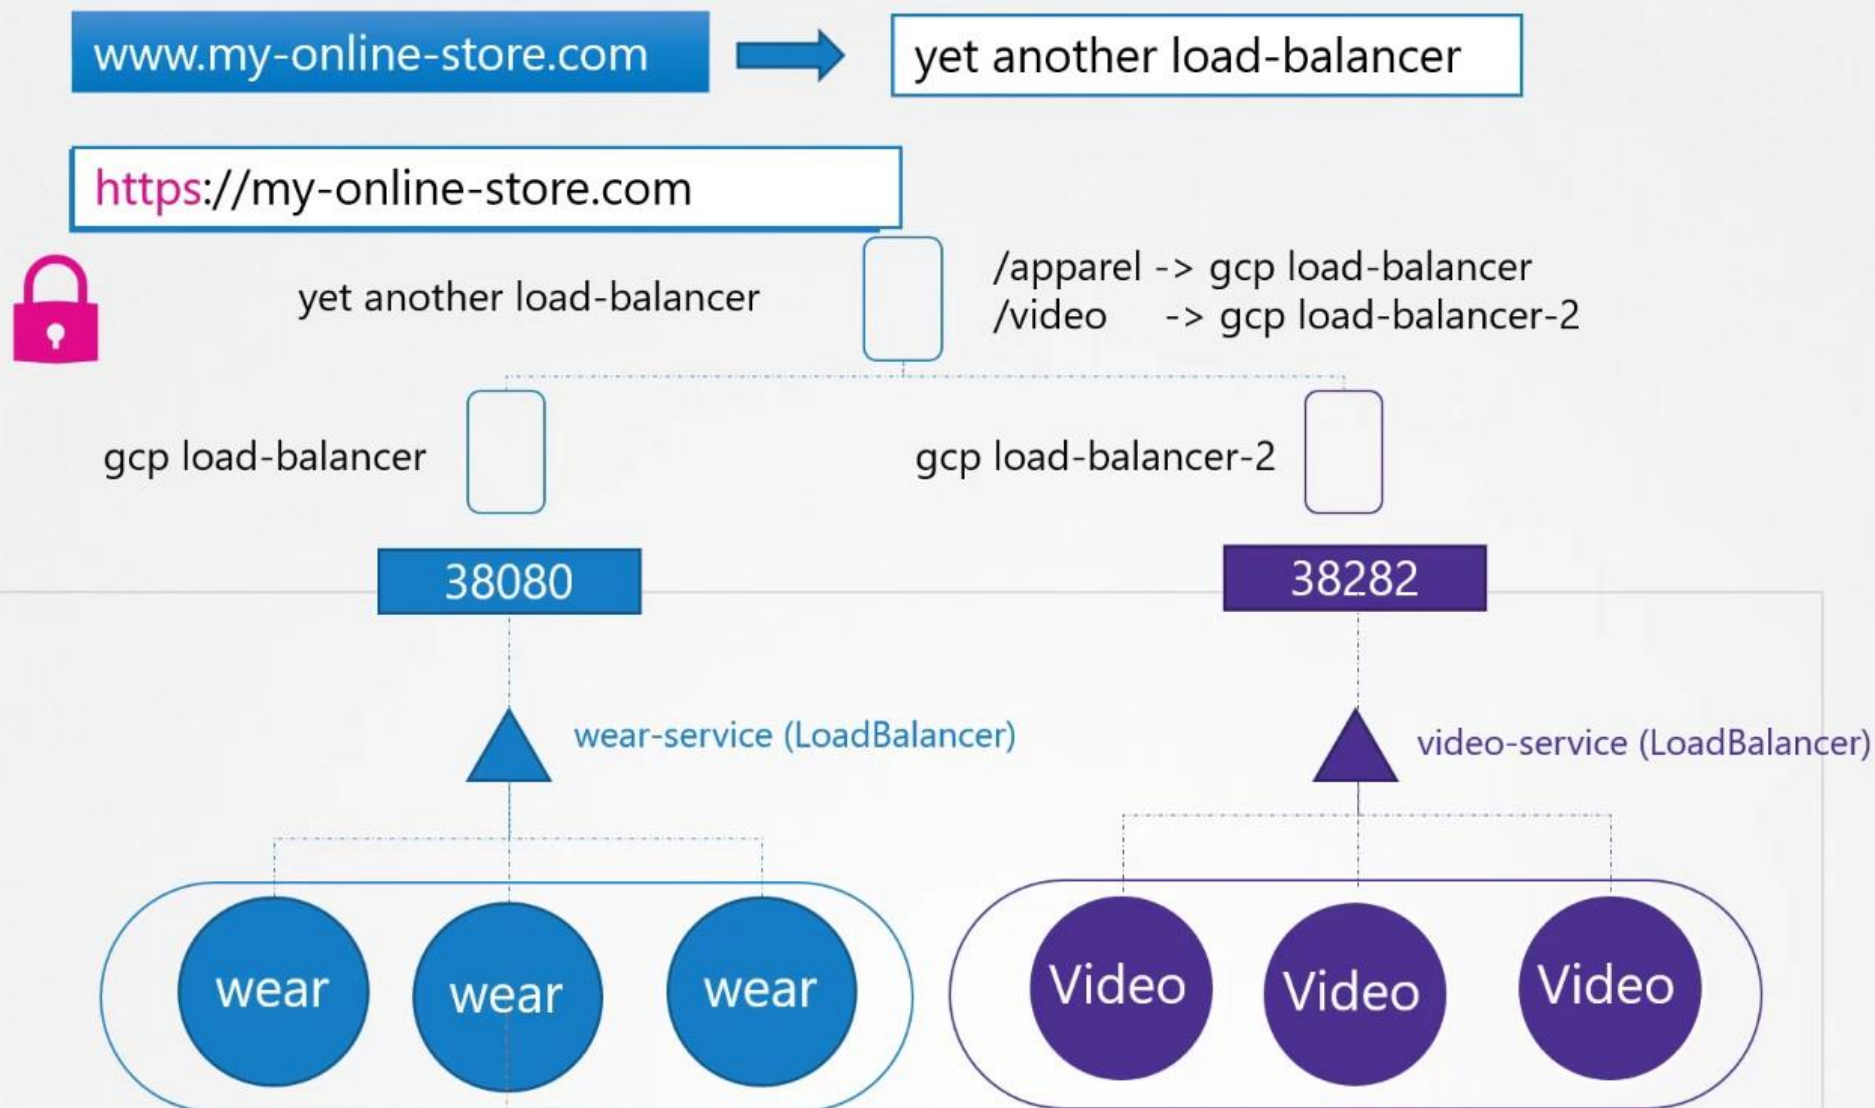 www.my-online-store.com
yet another load-balancer
https://my-online-store.com
yet another load-balancer
/apparel -> gcp load-balancer
/video -> gcp load-balancer-2
gcp load-balancer
gcp load-balancer-2
38080
38282
wear-service (LoadBalancer)
video-service (LoadBalancer)
wear
wear
wear
Video
Video
Video